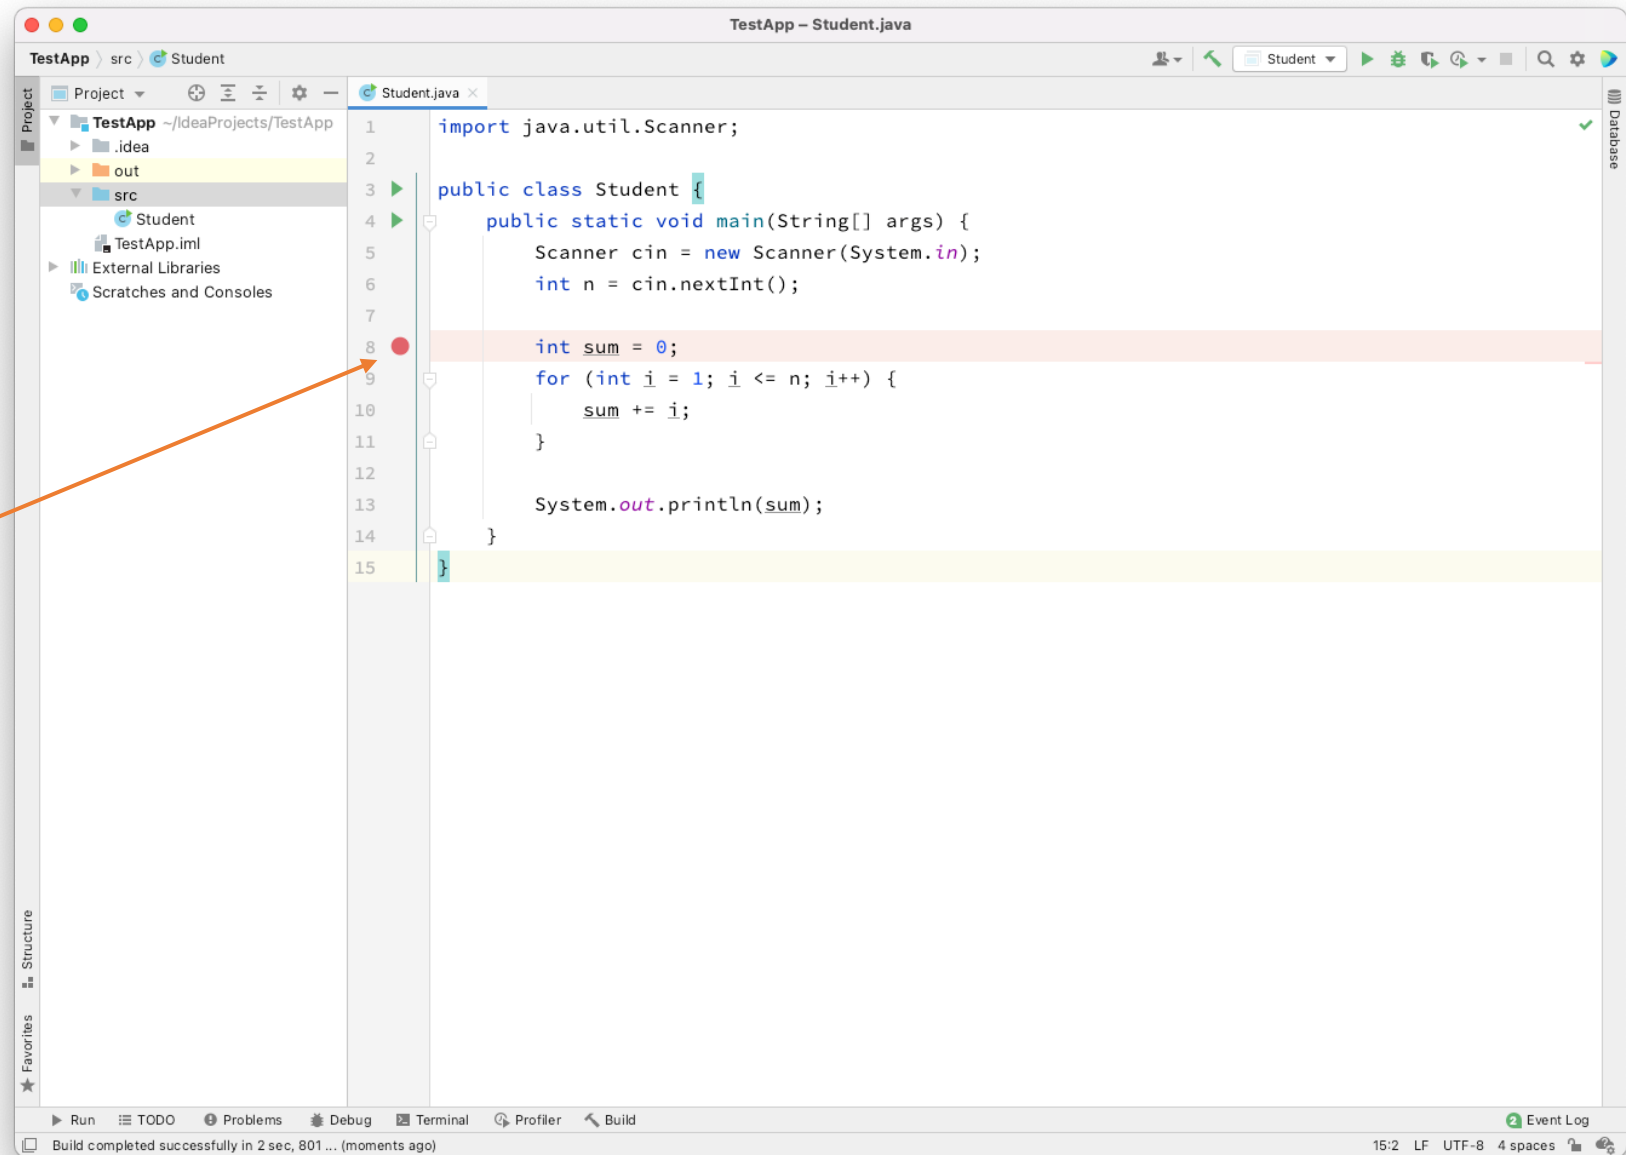 TestApp – Student.java
TestApp src Student
Student
Project
Project
Student.java
Database
TestApp ~/IdeaProjects/TestApp
.idea
out
src
Student
TestApp.iml
External Libraries
Scratches and Consoles
1 import java.util.Scanner;
2
3 public class Student {
4 public static void main(String[] args) {
5 Scanner cin = new Scanner(System.in);
6 int n = cin.nextInt();
7
8 int sum = 0;
9 for (int i = 1; i <= n; i++) {
10 sum += i;
11 }
12
13 System.out.println(sum);
14 }
15 }
Structure
Favorites
Run TODO Problems Debug Terminal Profiler Build 2 Event Log
Build completed successfully in 2 sec, 801 ... (moments ago) 15:2 LF UTF-8 4 spaces